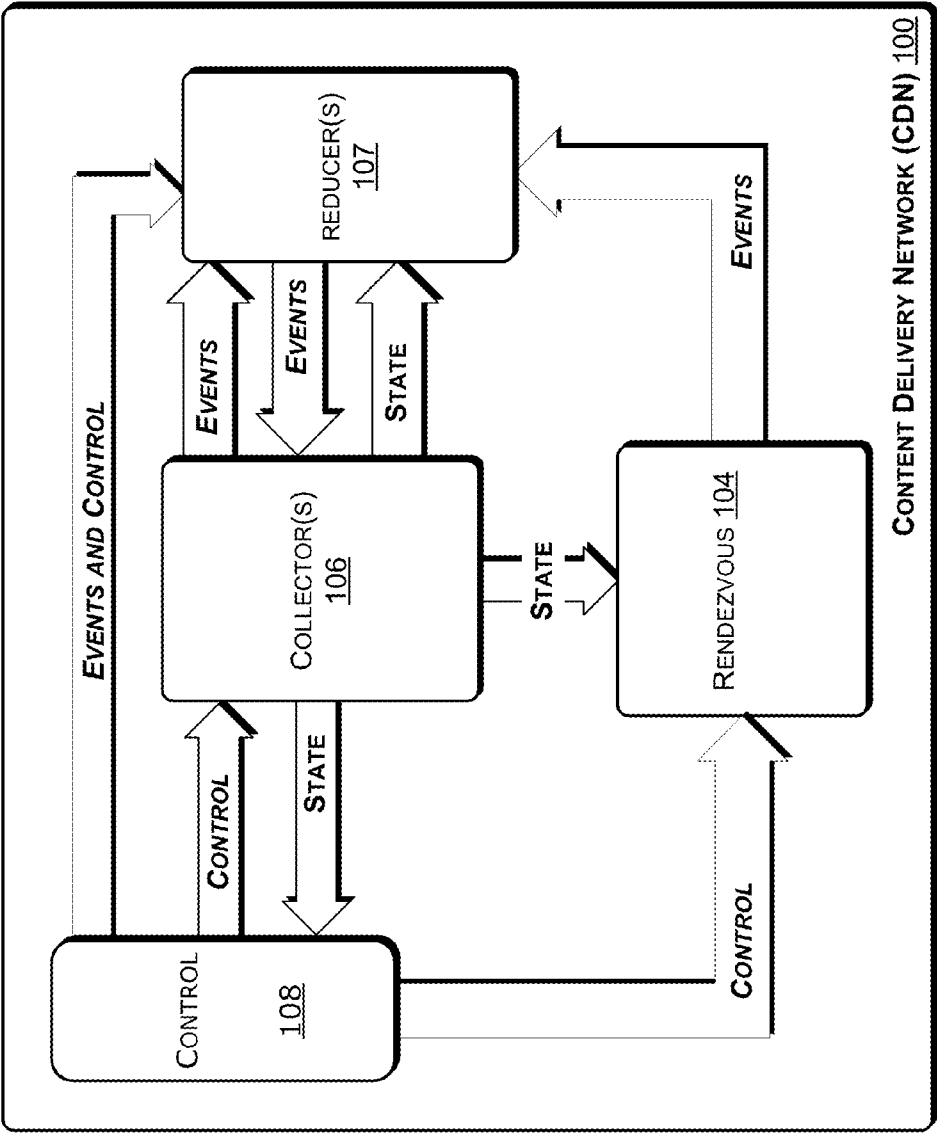 EVENTS AND CONTROL
CONTROL
108
CONTROL
STATE
COLLECTOR(S)
106
EVENTS
EVENTS
STATE
REDUCER(S)
107
STATE
CONTROL
RENDEZVOUS 104
EVENTS
CONTENT DELIVERY NETWORK (CDN) 100